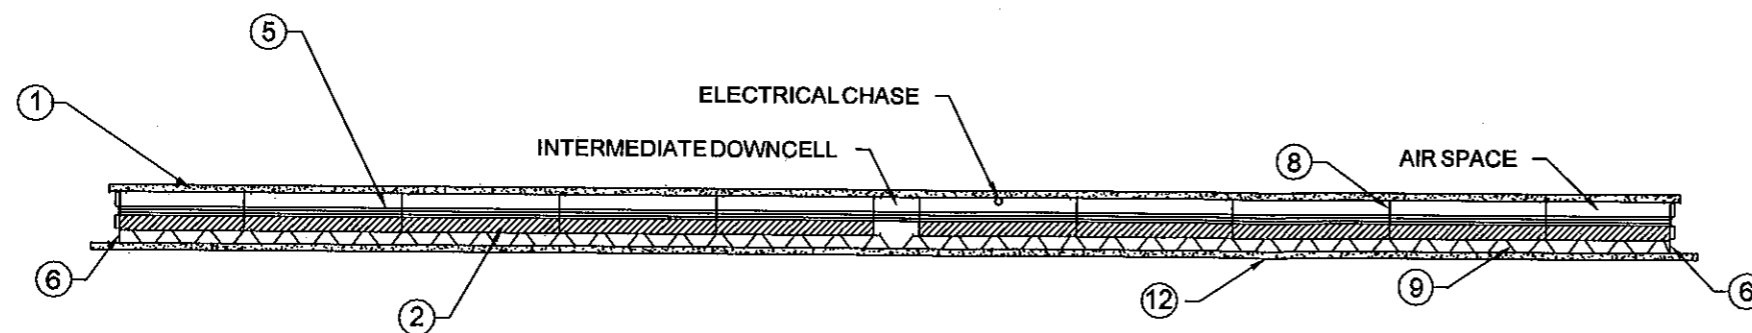 5
1
ELECTRICAL CHASE
INTERMEDIATE DOWNCELL
8
AIR SPACE
6
2
12
9
6